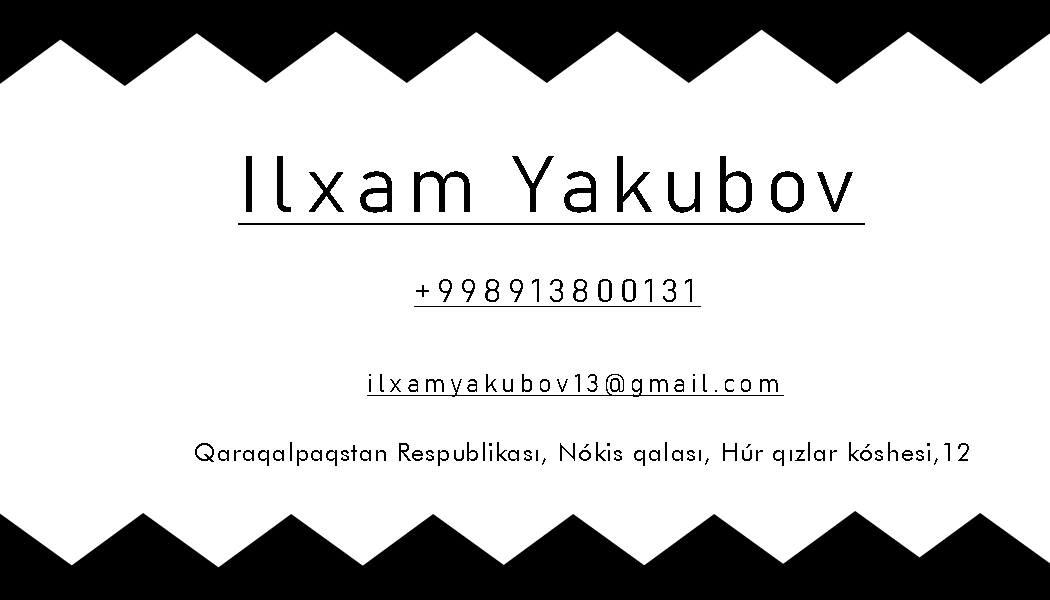 Ilxam Yakubov
+998913800131
ilxamyakubov13@gmail.com
Qaraqalpaqstan Respublikası, Nókis qalası, Húr qızlar kóshesi,12